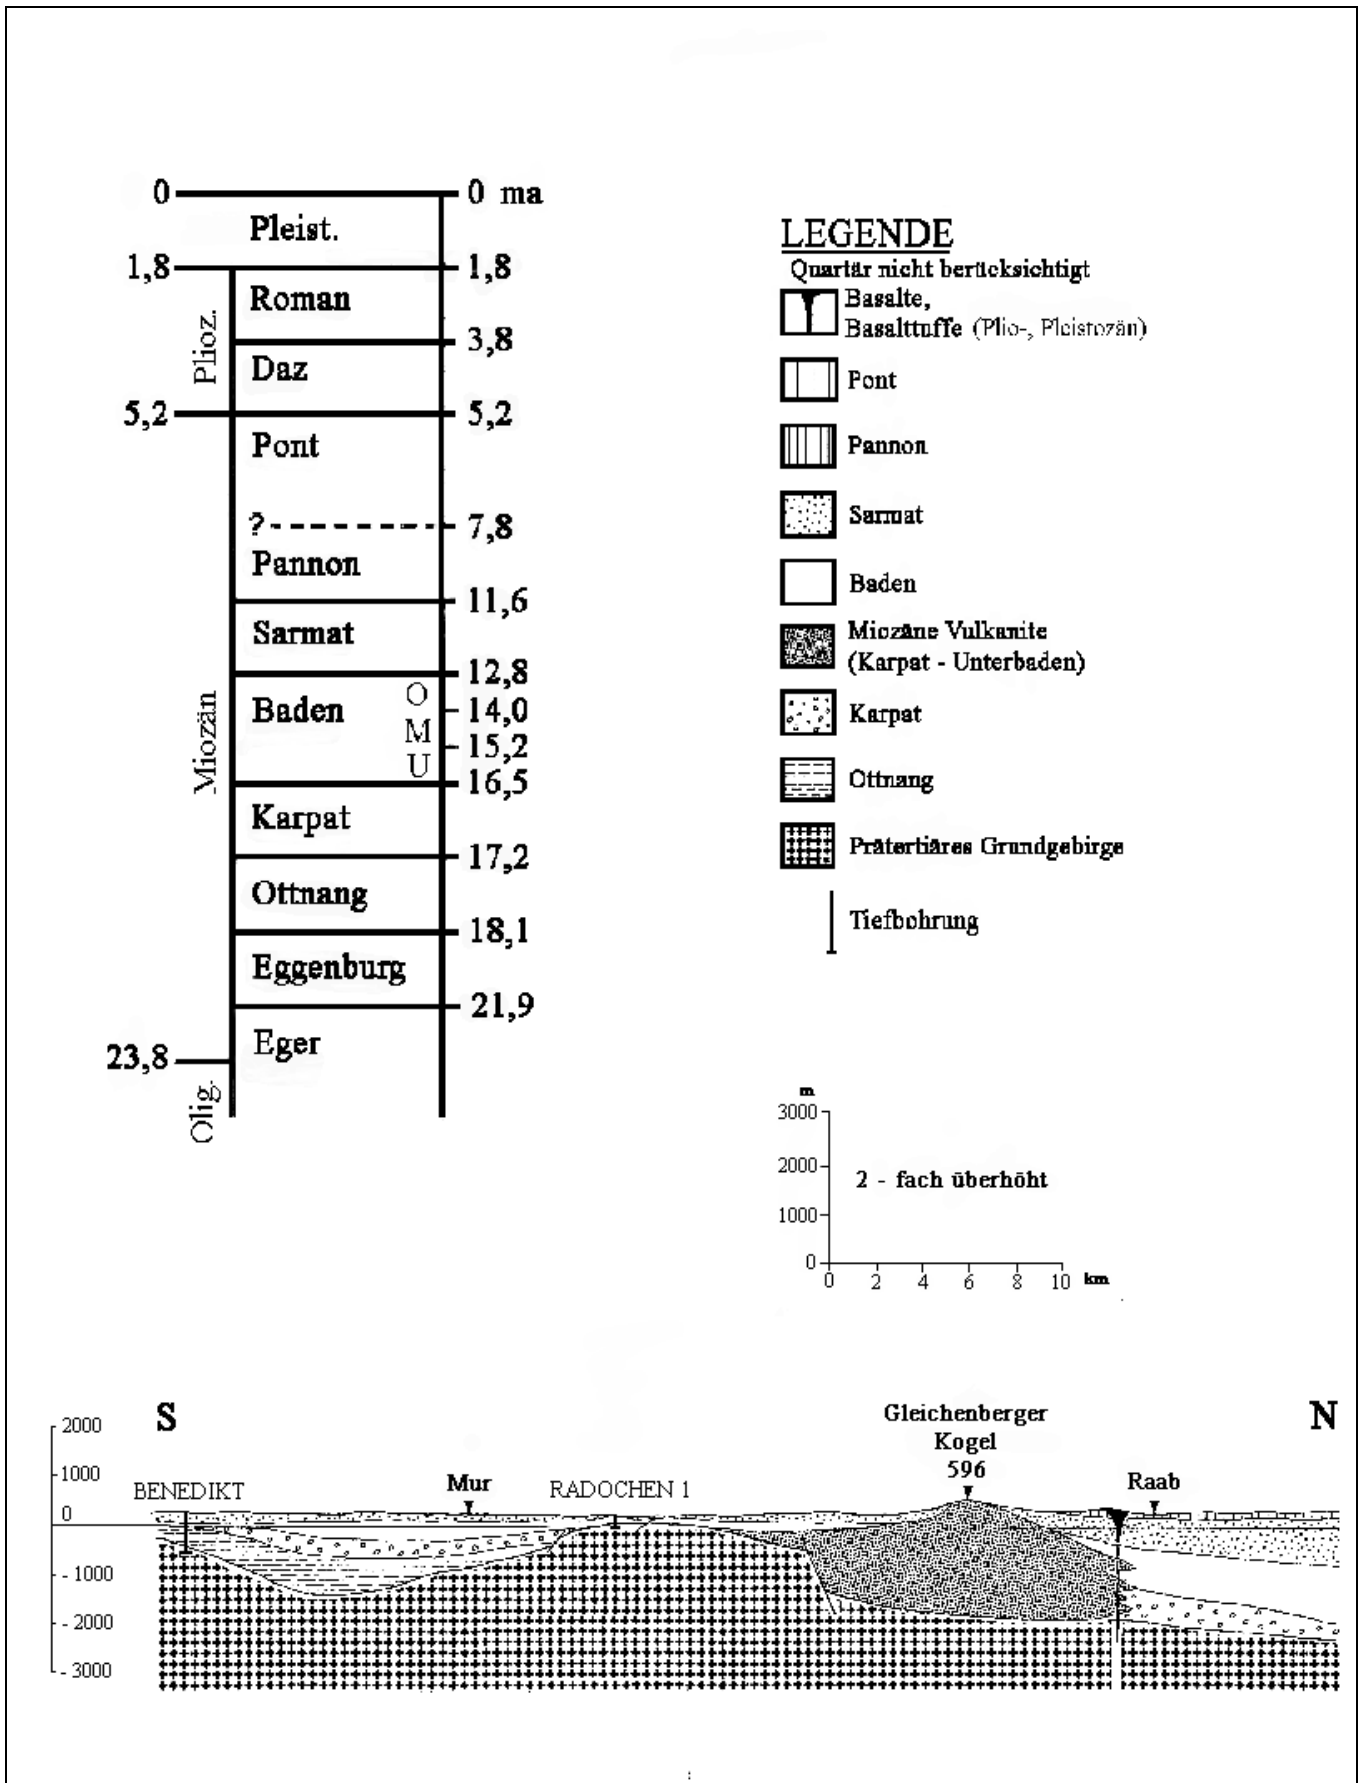 0 0 ma
Pleist.
1,8 1,8
Roman
Plioz.
3,8
Daz
5,2 5,2
Pont
? 7,8
Pannon
11,6
Sarmat
12,8
Miozän
Baden
O
14,0
M
15,2
U
16,5
Karpat
17,2
Ottnang
18,1
Eggenburg
21,9
Eger
23,8
Olig.
LEGENDE
Quartär nicht berücksichtigt
Basalte,
Basalttuffe (Plio-, Pleistozän)
Pont
Pannon
Sarmat
Baden
Miozäne Vulkanite
(Karpat - Unterbaden)
Karpat
Ottnang
Prätertiäres Grundgebirge
Tiefbohrung
m
3000
2000
2 - fach überhöht
1000
0
0 2 4 6 8 10 km
S
N
Gleichenberger
Kogel
596
2000
1000
0
- 1000
- 2000
- 3000
BENEDIKT
Mur
RADOCHEN 1
Raab